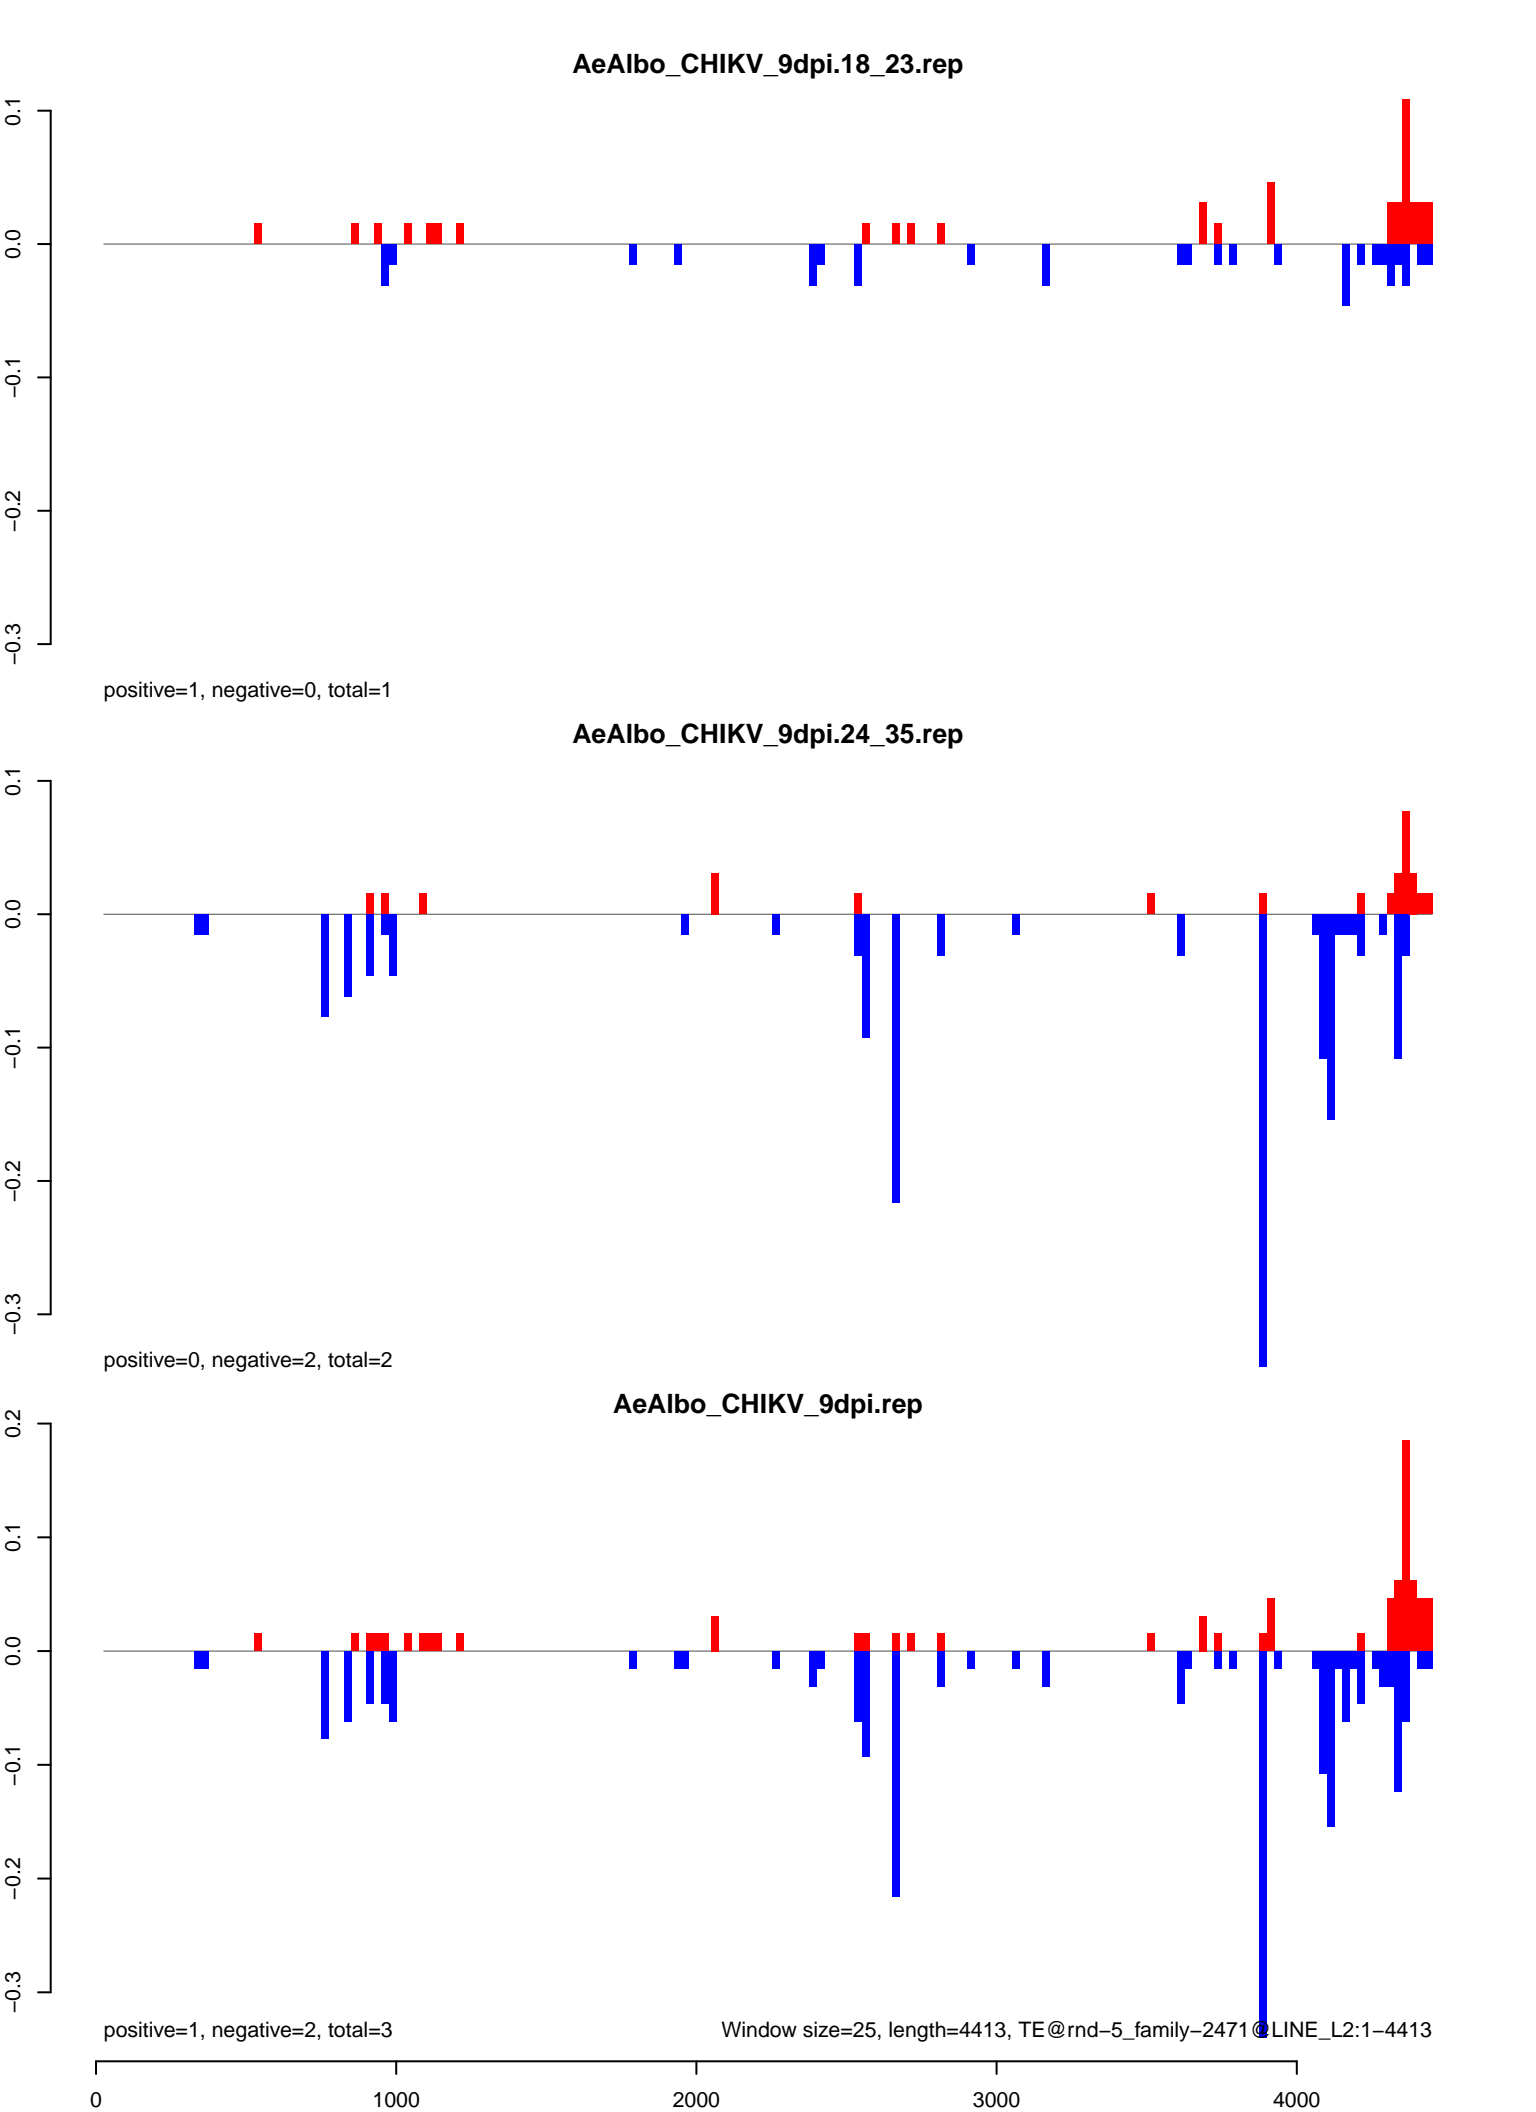 AeAlbo_CHIKV_9dpi.18_23.rep
0.1
0.0
−0.1
−0.2
−0.3
positive=1, negative=0, total=1
AeAlbo_CHIKV_9dpi.24_35.rep
0.1
0.0
−0.1
−0.2
−0.3
positive=0, negative=2, total=2
AeAlbo_CHIKV_9dpi.rep
0.2
0.1
0.0
−0.1
−0.2
−0.3
positive=1, negative=2, total=3
Window size=25, length=4413, TE@rnd−5_family−2471@LINE_L2:1−4413
0 1000 2000 3000 4000